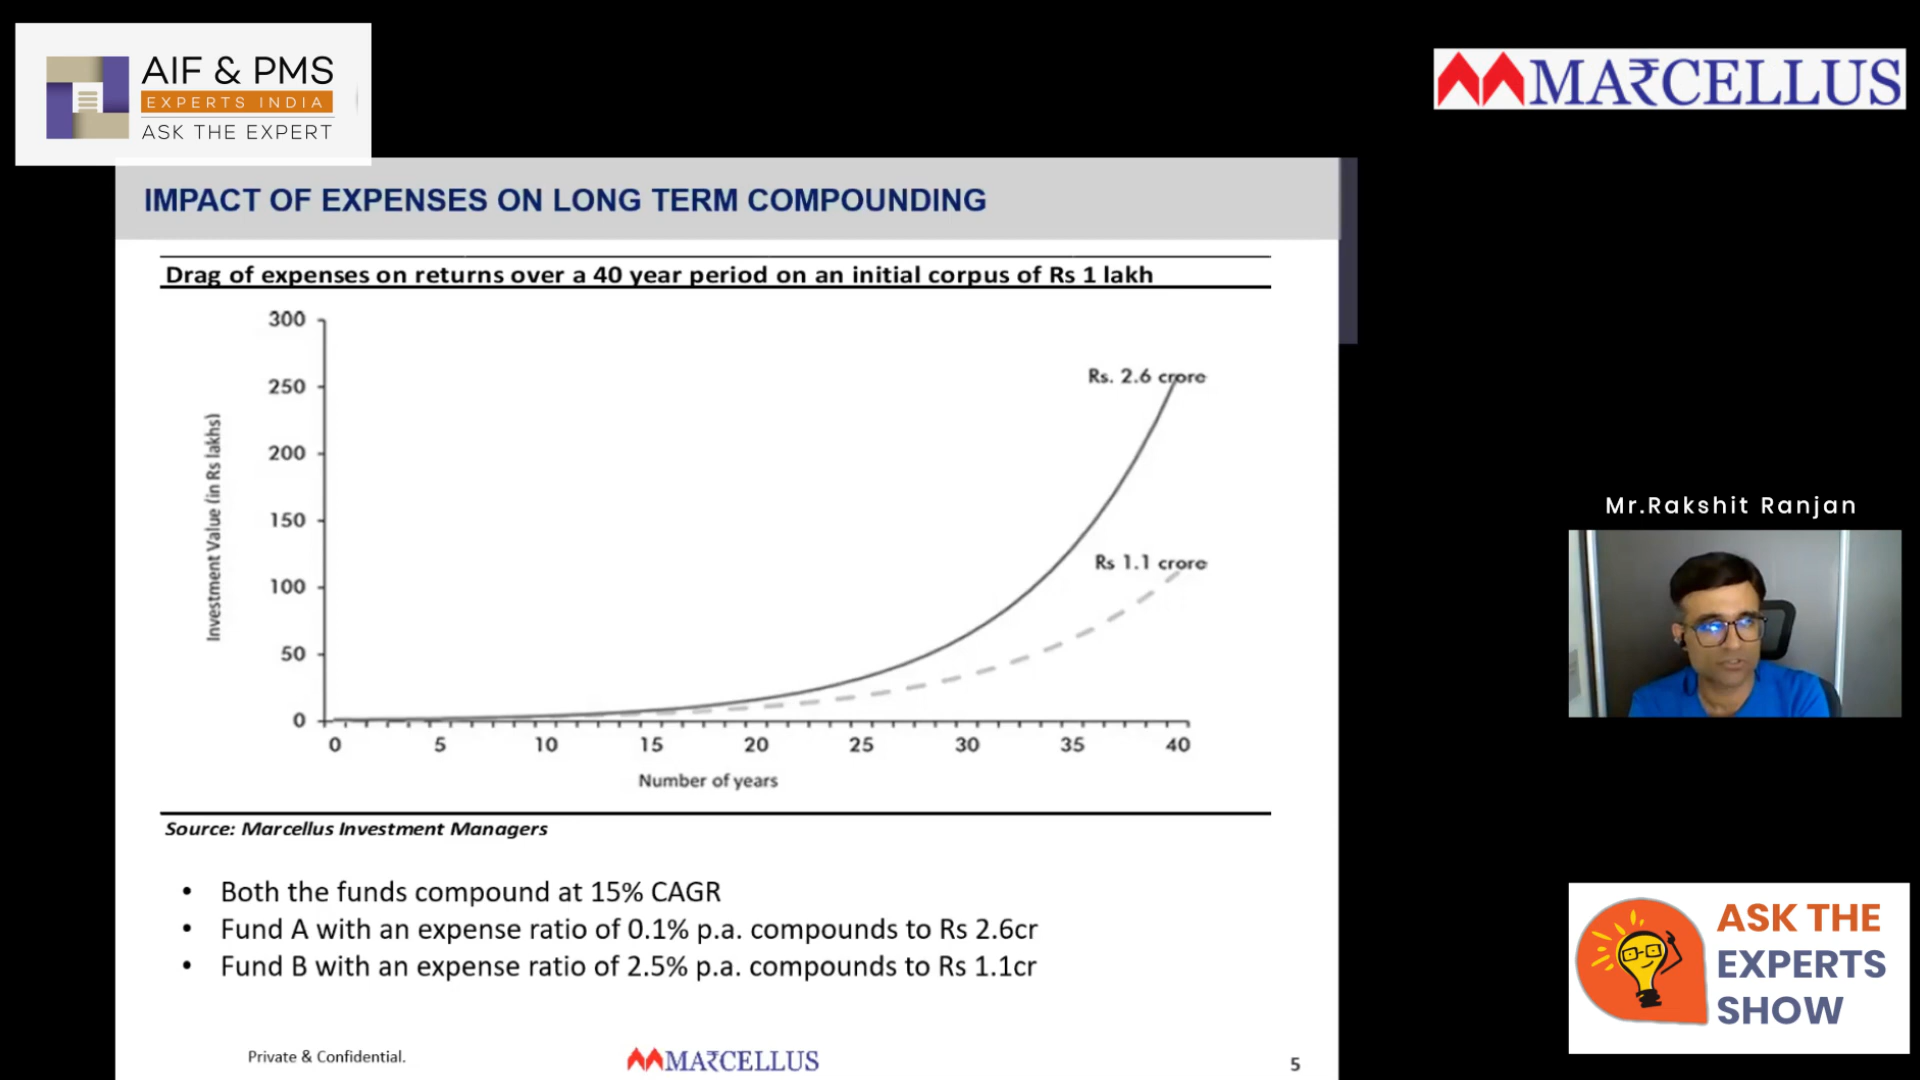 AIF & PMS
EXPERTS INDIA
ASK THE EXPERT
MA₹CELLUS
IMPACT OF EXPENSES ON LONG TERM COMPOUNDING
Drag of expenses on returns over a 40 year period on an initial corpus of Rs 1 lakh
300
250
200
150
100
50
0
Investment Value (in Rs lakhs)
Rs. 2.6 crore
Rs 1.1 crore
0 5 10 15 20 25 30 35 40
Number of years
Source: Marcellus Investment Managers
• Both the funds compound at 15% CAGR
• Fund A with an expense ratio of 0.1% p.a. compounds to Rs 2.6cr
• Fund B with an expense ratio of 2.5% p.a. compounds to Rs 1.1cr
Private & Confidential.
MA₹CELLUS
5
Mr.Rakshit Ranjan
ASK THE
EXPERTS
SHOW